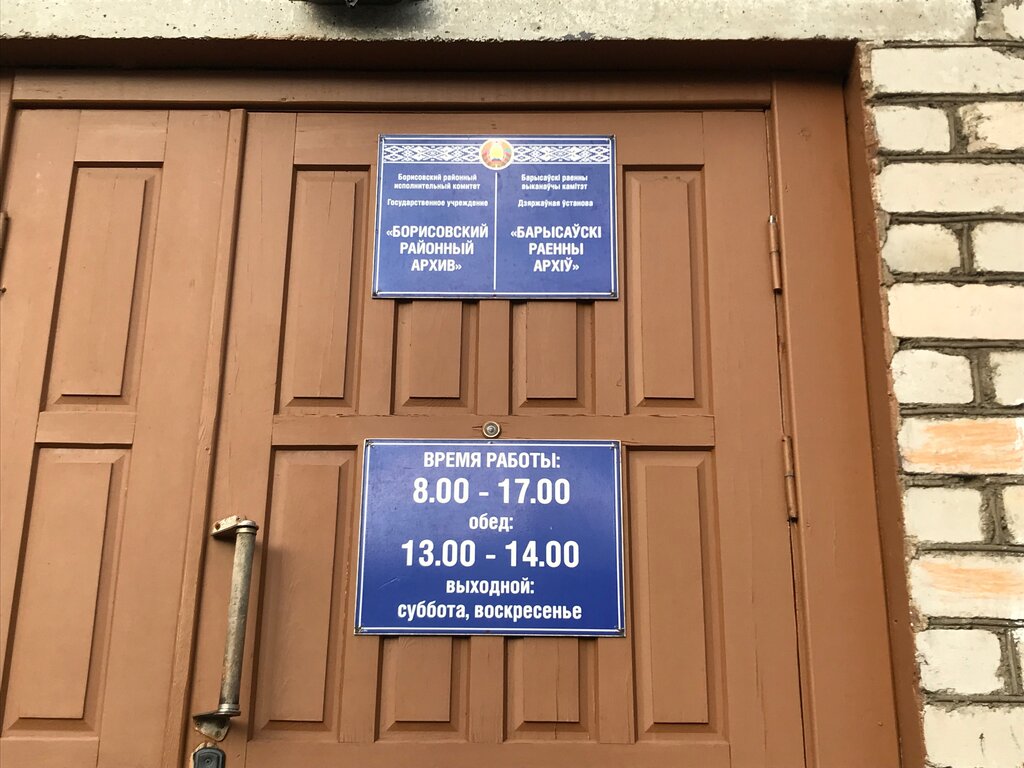 Борисовский районный
исполнительный комитет
Государственное учреждение
«БОРИСОВСКИЙ
РАЙОННЫЙ
АРХИВ»
Барысаўскі раенны
выканаўчы камітэт
Дзяржаўная ўстанова
«БАРЫСАЎСКІ
РАЕННЫ
АРХІЎ»
ВРЕМЯ РАБОТЫ:
8.00 - 17.00
обед:
13.00 - 14.00
выходной:
суббота, воскресенье